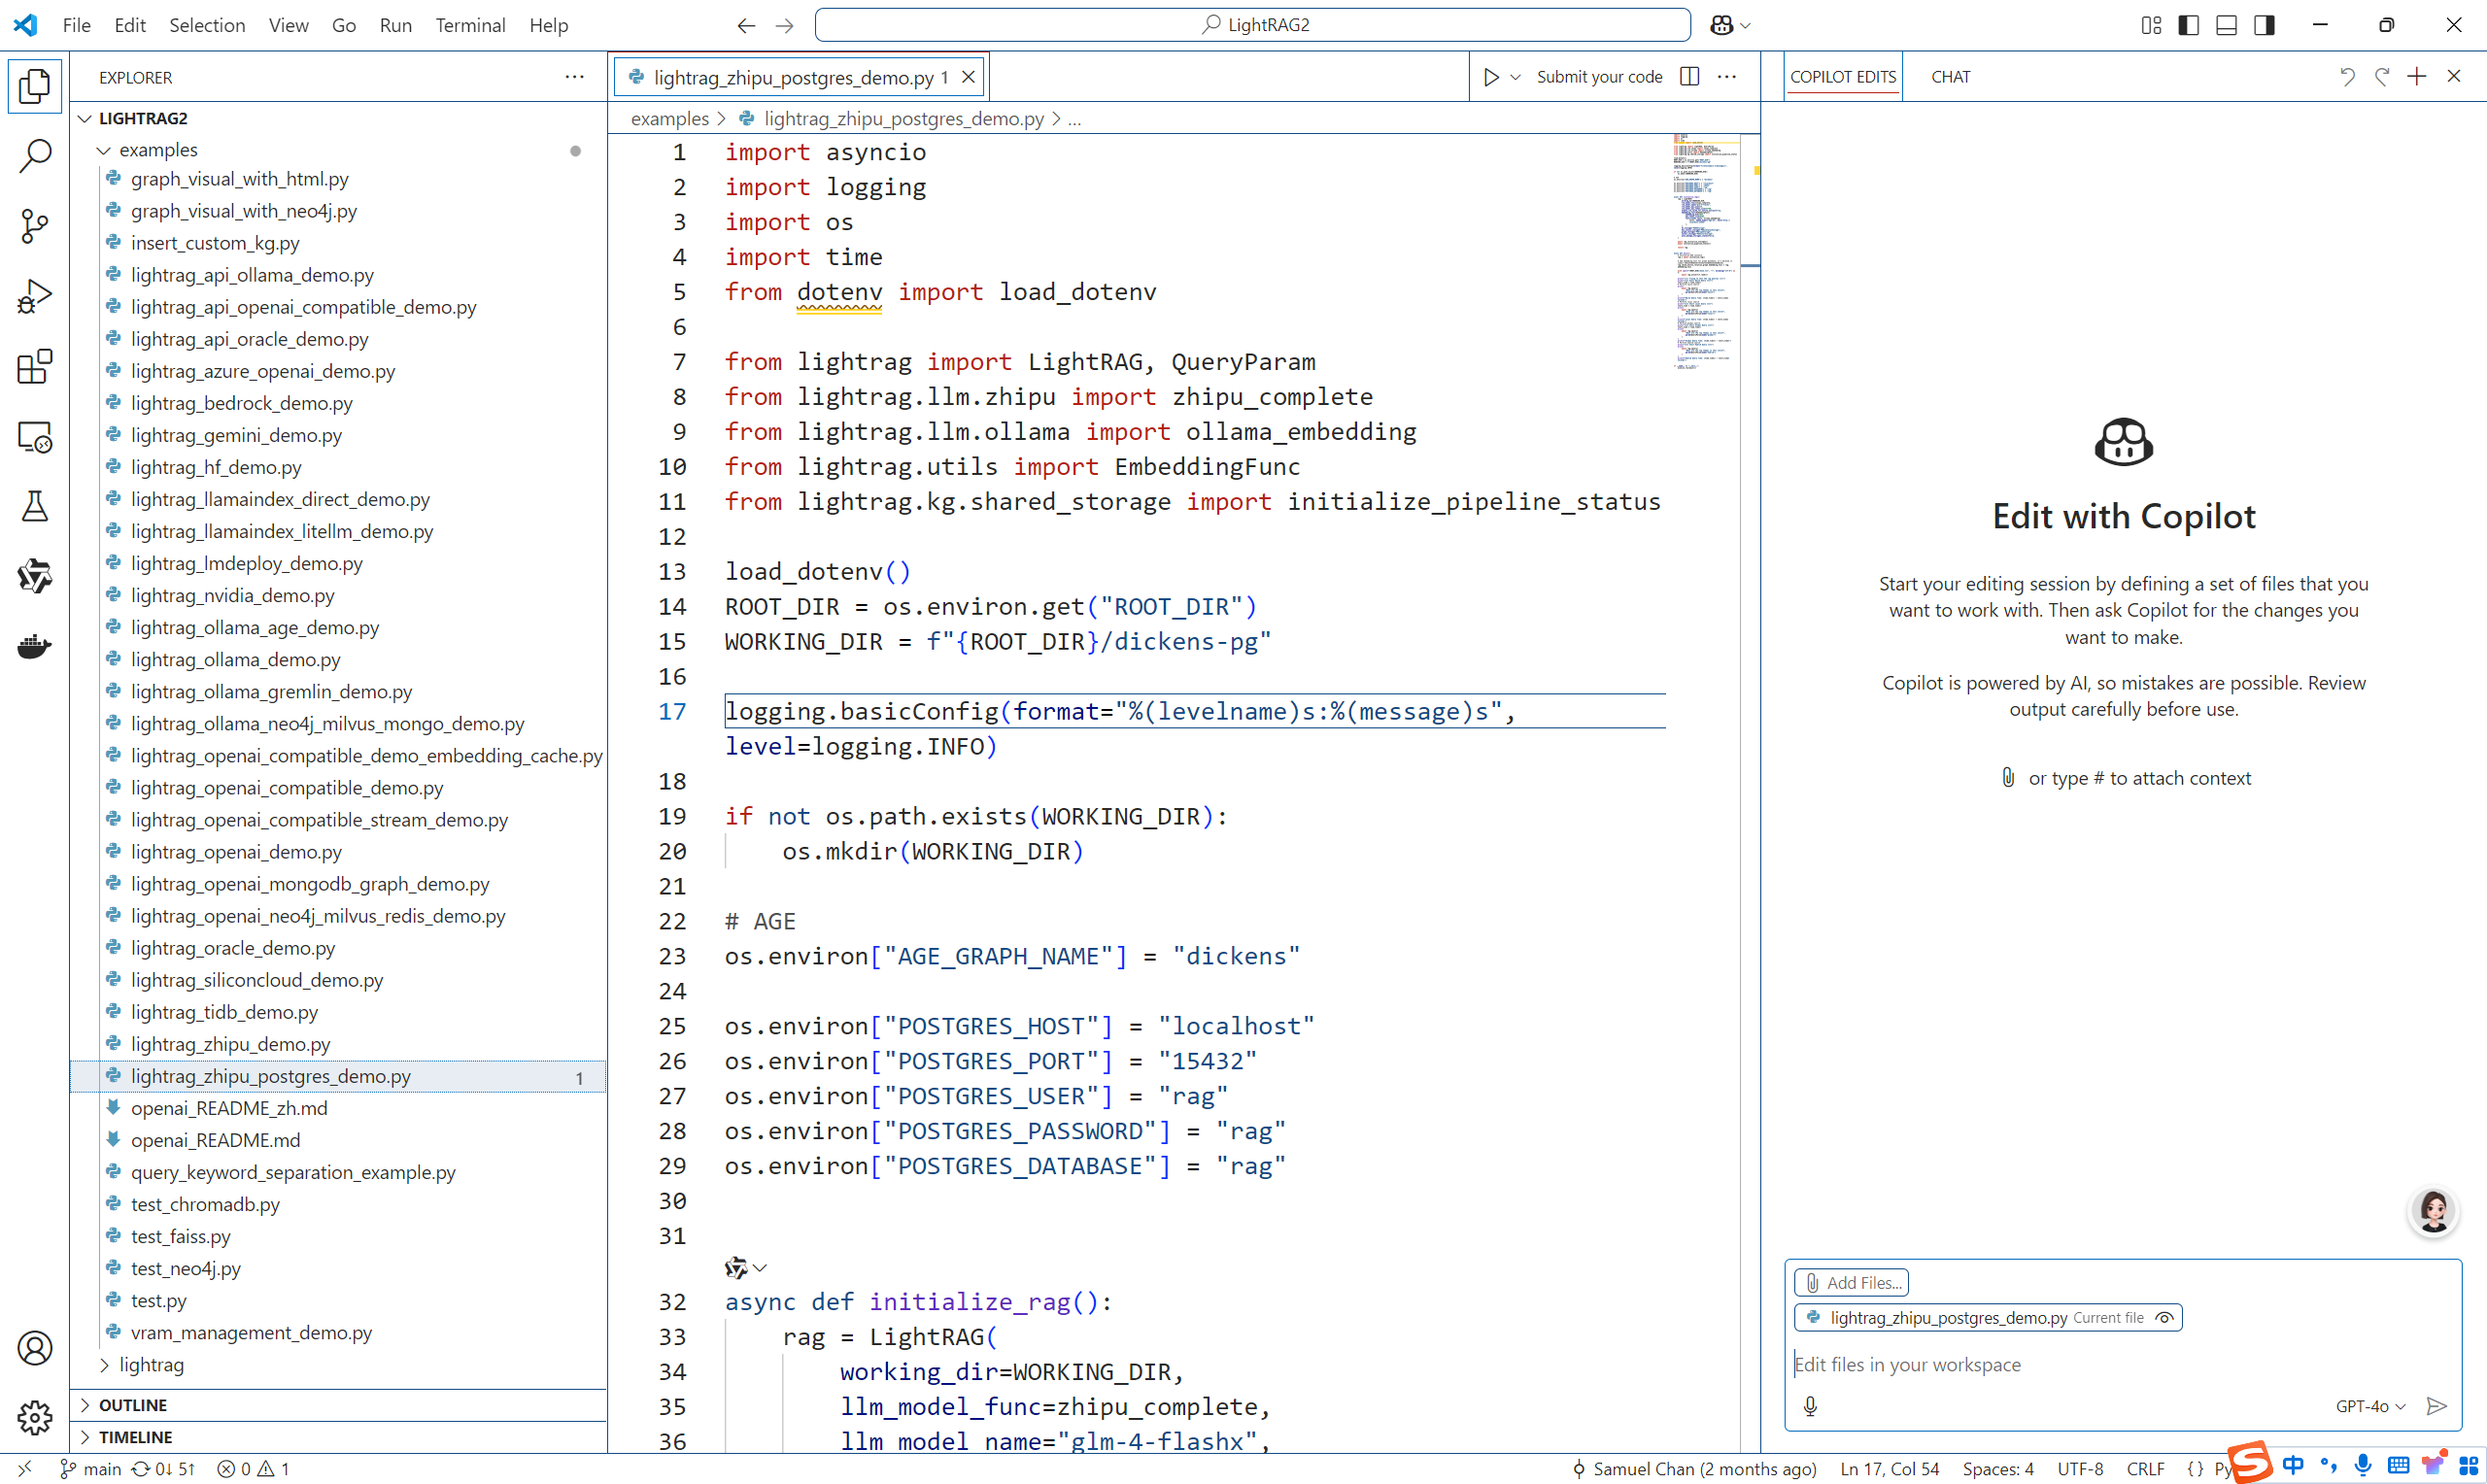 File Edit Selection View Go Run Terminal Help
LightRAG2
EXPLORER
LIGHTRAG2
examples
graph_visual_with_html.py
graph_visual_with_neo4j.py
insert_custom_kg.py
lightrag_api_ollama_demo.py
lightrag_api_openai_compatible_demo.py
lightrag_api_oracle_demo.py
lightrag_azure_openai_demo.py
lightrag_bedrock_demo.py
lightrag_gemini_demo.py
lightrag_hf_demo.py
lightrag_llamaindex_direct_demo.py
lightrag_llamaindex_litellm_demo.py
lightrag_lmdeploy_demo.py
lightrag_nvidia_demo.py
lightrag_ollama_age_demo.py
lightrag_ollama_demo.py
lightrag_ollama_gremlin_demo.py
lightrag_ollama_neo4j_milvus_mongo_demo.py
lightrag_openai_compatible_demo_embedding_cache.py
lightrag_openai_compatible_demo.py
lightrag_openai_compatible_stream_demo.py
lightrag_openai_demo.py
lightrag_openai_mongodb_graph_demo.py
lightrag_openai_neo4j_milvus_redis_demo.py
lightrag_oracle_demo.py
lightrag_siliconcloud_demo.py
lightrag_tidb_demo.py
lightrag_zhipu_demo.py
lightrag_zhipu_postgres_demo.py 1
openai_README_zh.md
openai_README.md
query_keyword_separation_example.py
test_chromadb.py
test_faiss.py
test_neo4j.py
test.py
vram_management_demo.py
lightrag
OUTLINE
TIMELINE
lightrag_zhipu_postgres_demo.py 1
Submit your code
examples > lightrag_zhipu_postgres_demo.py > ...
1 import asyncio
2 import logging
3 import os
4 import time
5 from dotenv import load_dotenv
6
7 from lightrag import LightRAG, QueryParam
8 from lightrag.llm.zhipu import zhipu_complete
9 from lightrag.llm.ollama import ollama_embedding
10 from lightrag.utils import EmbeddingFunc
11 from lightrag.kg.shared_storage import initialize_pipeline_status
12
13 load_dotenv()
14 ROOT_DIR = os.environ.get("ROOT_DIR")
15 WORKING_DIR = f"{ROOT_DIR}/dickens-pg"
16
17 logging.basicConfig(format="%(levelname)s:%(message)s",
level=logging.INFO)
18
19 if not os.path.exists(WORKING_DIR):
20 os.mkdir(WORKING_DIR)
21
22 # AGE
23 os.environ["AGE_GRAPH_NAME"] = "dickens"
24
25 os.environ["POSTGRES_HOST"] = "localhost"
26 os.environ["POSTGRES_PORT"] = "15432"
27 os.environ["POSTGRES_USER"] = "rag"
28 os.environ["POSTGRES_PASSWORD"] = "rag"
29 os.environ["POSTGRES_DATABASE"] = "rag"
30
31
32 async def initialize_rag():
33 rag = LightRAG(
34 working_dir=WORKING_DIR,
35 llm_model_func=zhipu_complete,
36 llm_model_name="glm-4-flashx",
COPILOT EDITS CHAT
Edit with Copilot
Start your editing session by defining a set of files that you
want to work with. Then ask Copilot for the changes you
want to make.
Copilot is powered by AI, so mistakes are possible. Review
output carefully before use.
or type # to attach context
Add Files...
lightrag_zhipu_postgres_demo.py Current file
Edit files in your workspace
GPT-4o
main 0↓ 5↑ 0 1
Samuel Chan (2 months ago) Ln 17, Col 54 Spaces: 4 UTF-8 CRLF {} Py
S 中